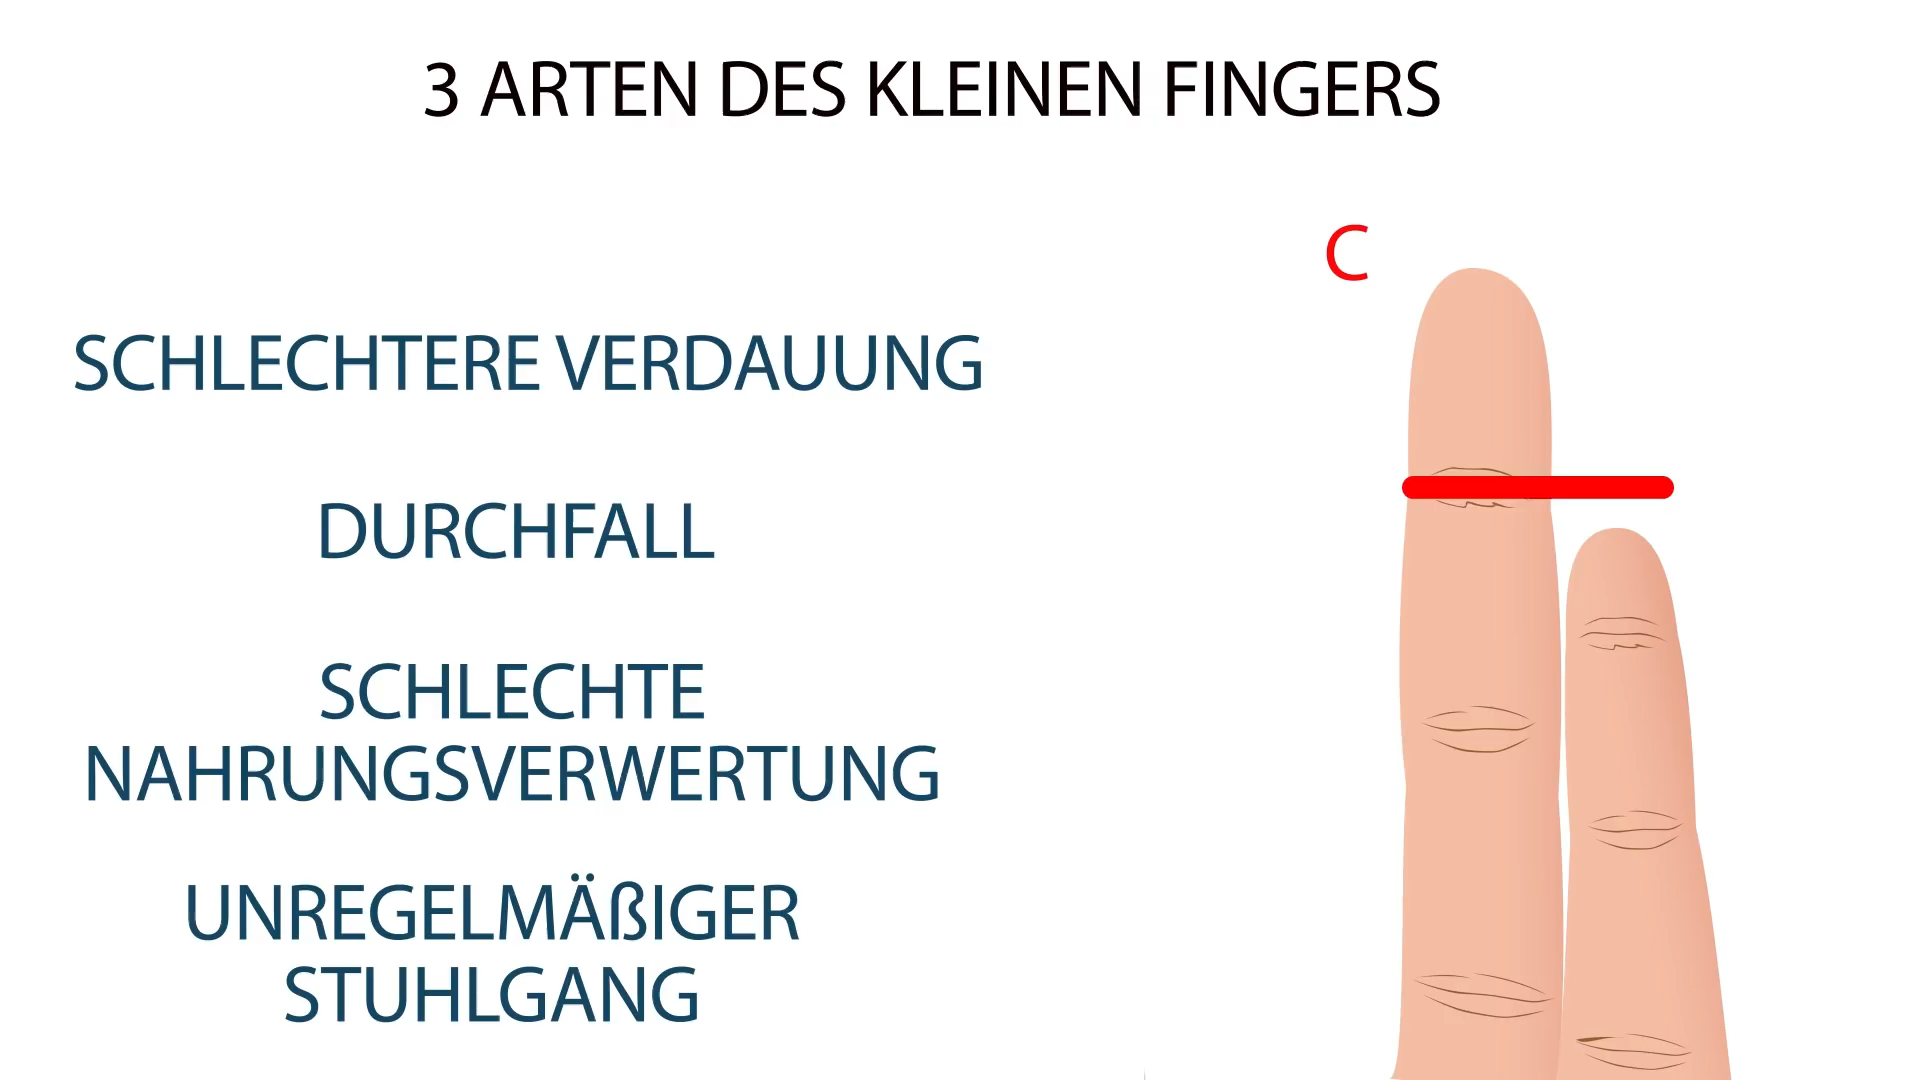 3 ARTEN DES KLEINEN FINGERS
C
SCHLECHTERE VERDAUUNG
DURCHFALL
SCHLECHTE
NAHRUNGSVERWERTUNG
UNREGELMÄßIGER
STUHLGANG